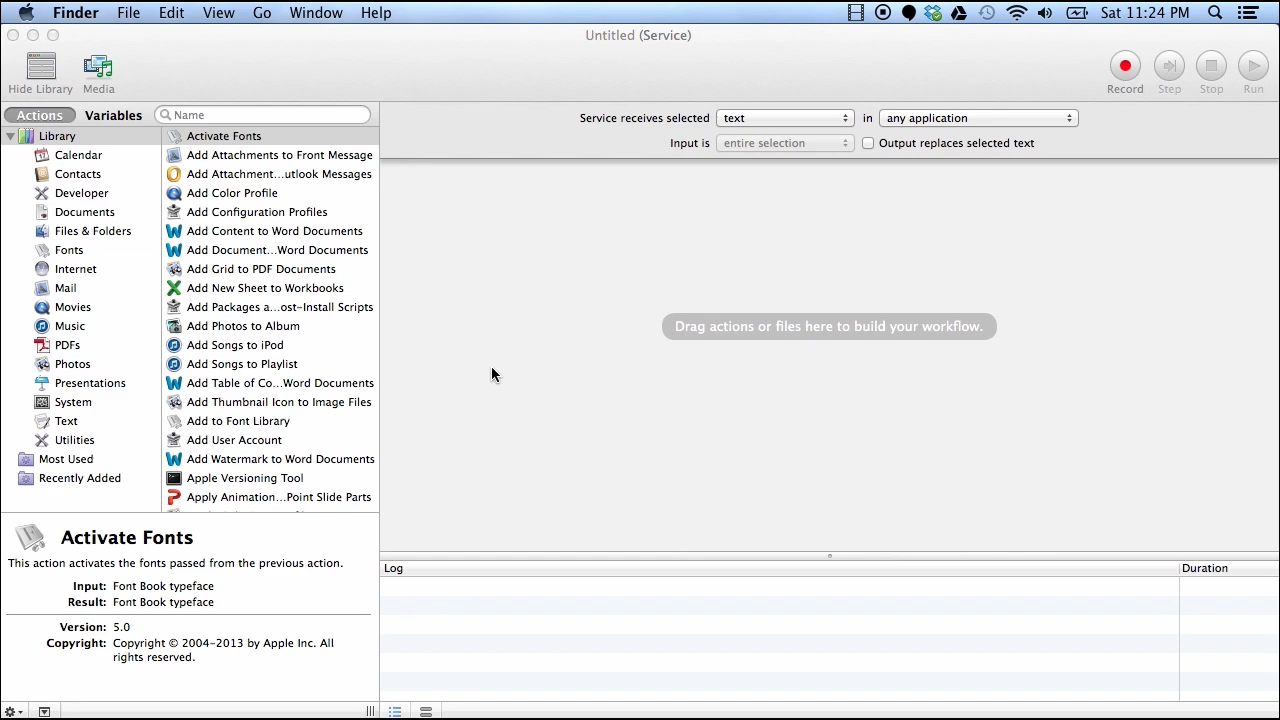 Finder File Edit View Go Window Help Sat 11:24 PM
Untitled (Service)
Hide Library Media Record Step Stop Run
Actions Variables Name
Service receives selected text in any application
Input is entire selection Output replaces selected text
Library
Calendar
Contacts
Developer
Documents
Files & Folders
Fonts
Internet
Mail
Movies
Music
PDFs
Photos
Presentations
System
Text
Utilities
Most Used
Recently Added
Activate Fonts
Add Attachments to Front Message
Add Attachment...utlook Messages
Add Color Profile
Add Configuration Profiles
Add Content to Word Documents
Add Document...Word Documents
Add Grid to PDF Documents
Add New Sheet to Workbooks
Add Packages a...ost-Install Scripts
Add Photos to Album
Add Songs to iPod
Add Songs to Playlist
Add Table of Co...Word Documents
Add Thumbnail Icon to Image Files
Add to Font Library
Add User Account
Add Watermark to Word Documents
Apple Versioning Tool
Apply Animation...Point Slide Parts
Drag actions or files here to build your workflow.
Activate Fonts
This action activates the fonts passed from the previous action.
Input: Font Book typeface
Result: Font Book typeface
Version: 5.0
Copyright: Copyright © 2004-2013 by Apple Inc. All
rights reserved.
Log Duration